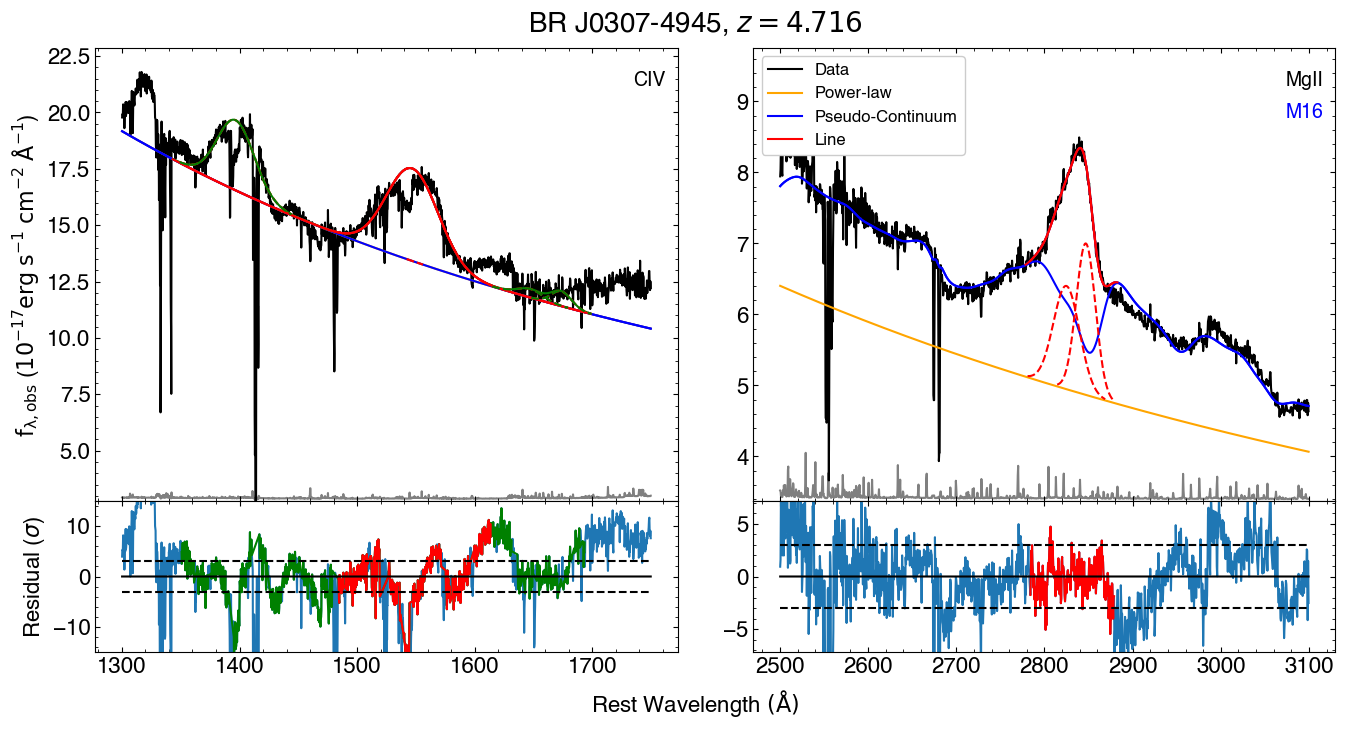 BR J0307-4945, z = 4.716
f_λ,obs (10⁻¹⁷ erg s⁻¹ cm⁻² Å⁻¹)
22.5
20.0
17.5
15.0
12.5
10.0
7.5
5.0
CIV
9
8
7
6
5
4
Data
Power-law
Pseudo-Continuum
Line
MgII
M16
Residual (σ)
10
0
−10
1300 1400 1500 1600 1700
5
0
−5
2500 2600 2700 2800 2900 3000 3100
Rest Wavelength (Å)